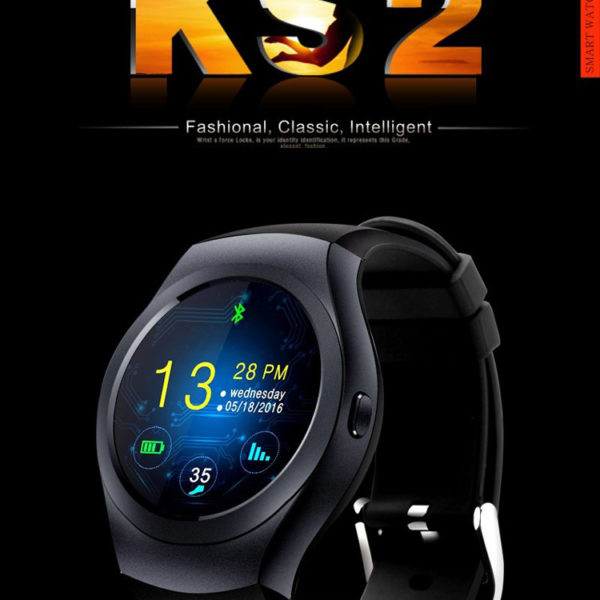 KS2
SMART WATC
Fashional, Classic, Intelligent
Wrist a force Locke, is your identity identification, it represents this Grade,
elegant fashion.
13
28 PM
wednesday
05/18/2016
35